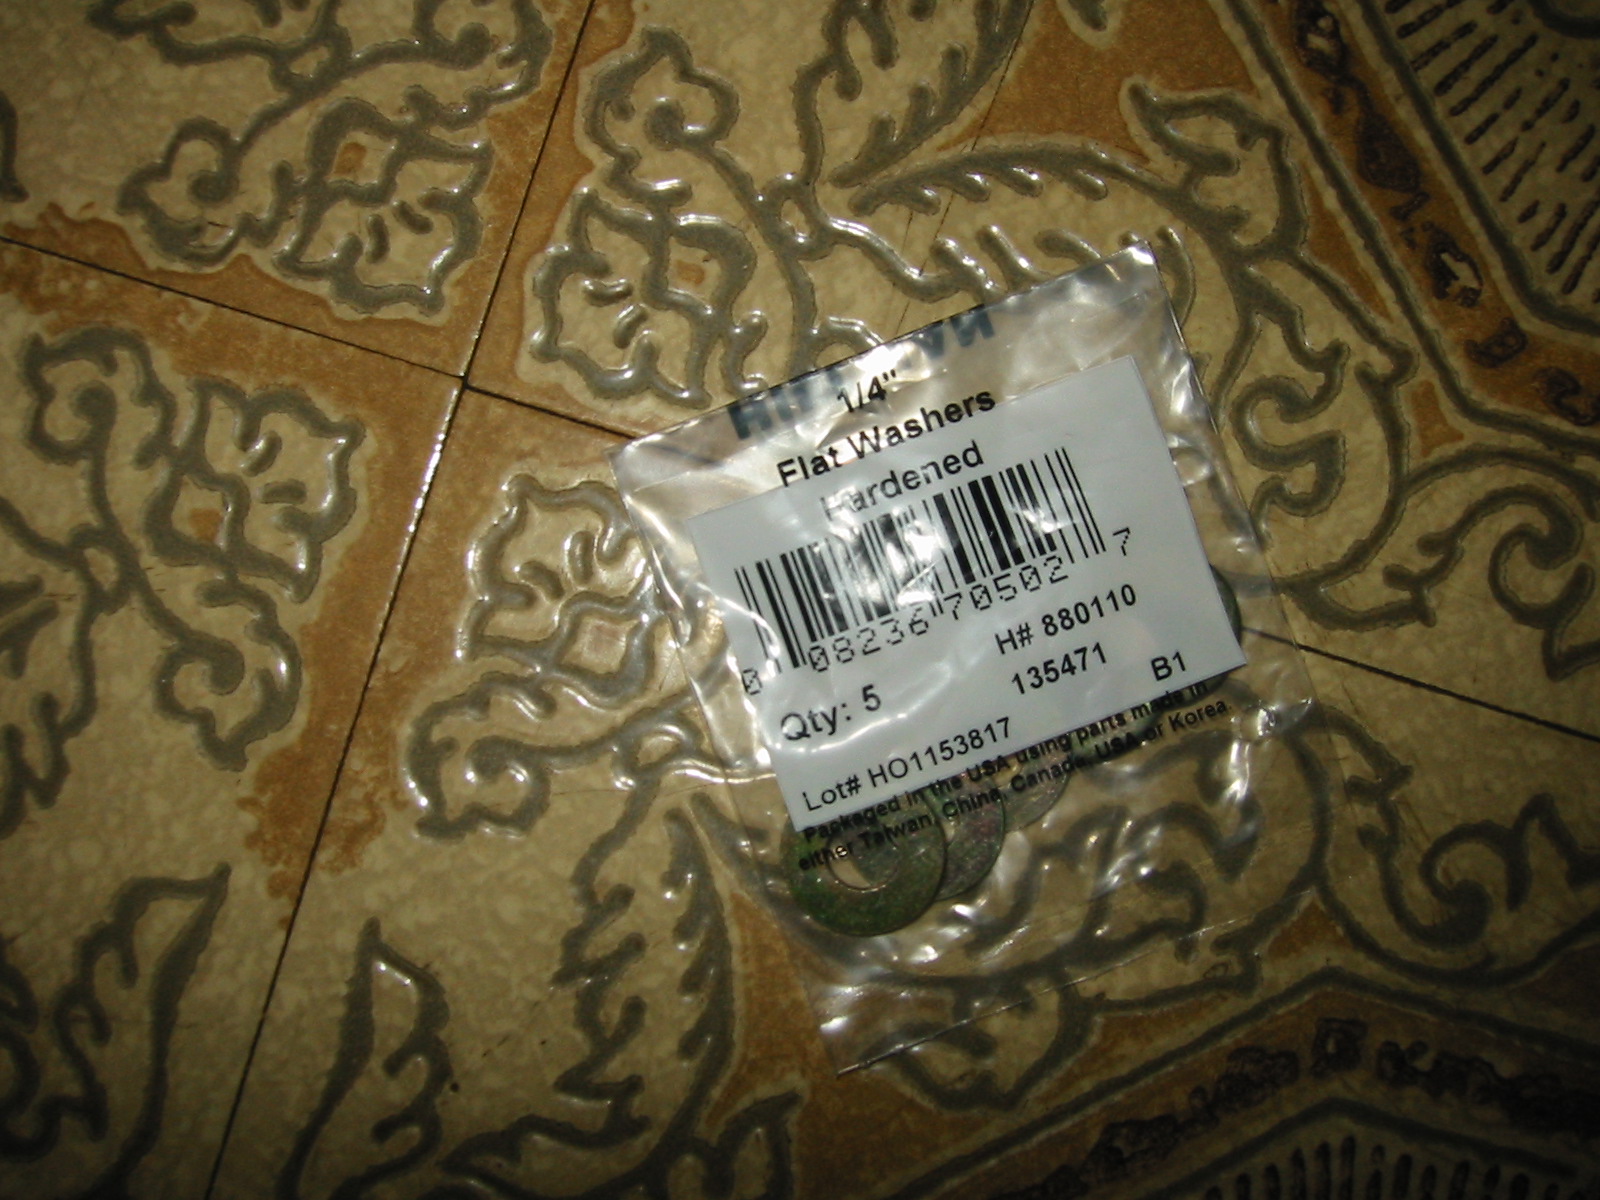 1/4"
Flat Washers
Hardened
0 08236 70502 7
H# 880110
Qty: 5
135471
B1
Lot# HO1153817
Packaged in the USA using parts made in
either Taiwan, China, Canada, USA or Korea.